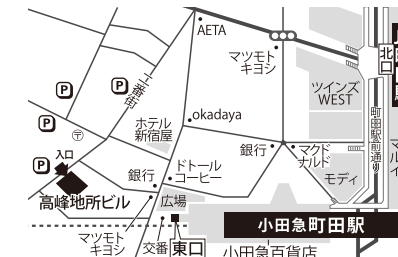 AETA
マツモト
キヨシ
北口
ツインズ
WEST
P
P
一番街
okadaya
町田駅前通り
P
〒
ホテル
新宿屋
銀行
マクド
ナルド
マルイ
P
入口
ドトール
コーヒー
銀行
モディ
高峰地所ビル
広場
小田急町田駅
マツモト
キヨシ
交番
東口
小田急百貨店